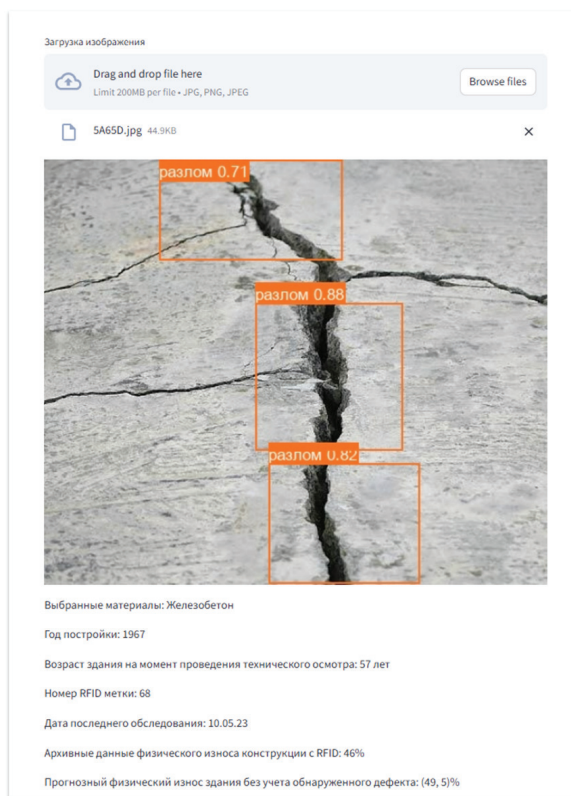 Загрузка изображения
Drag and drop file here
Limit 200MB per file • JPG, PNG, JPEG
Browse files
5A65D.jpg 44.9KB
разлом 0.71
разлом 0.88
разлом 0.82
Выбранные материалы: Железобетон
Год постройки: 1967
Возраст здания на момент проведения технического осмотра: 57 лет
Номер RFID метки: 68
Дата последнего обследования: 10.05.23
Архивные данные физического износа конструкции с RFID: 46%
Прогнозный физический износ здания без учета обнаруженного дефекта: (49, 5)%